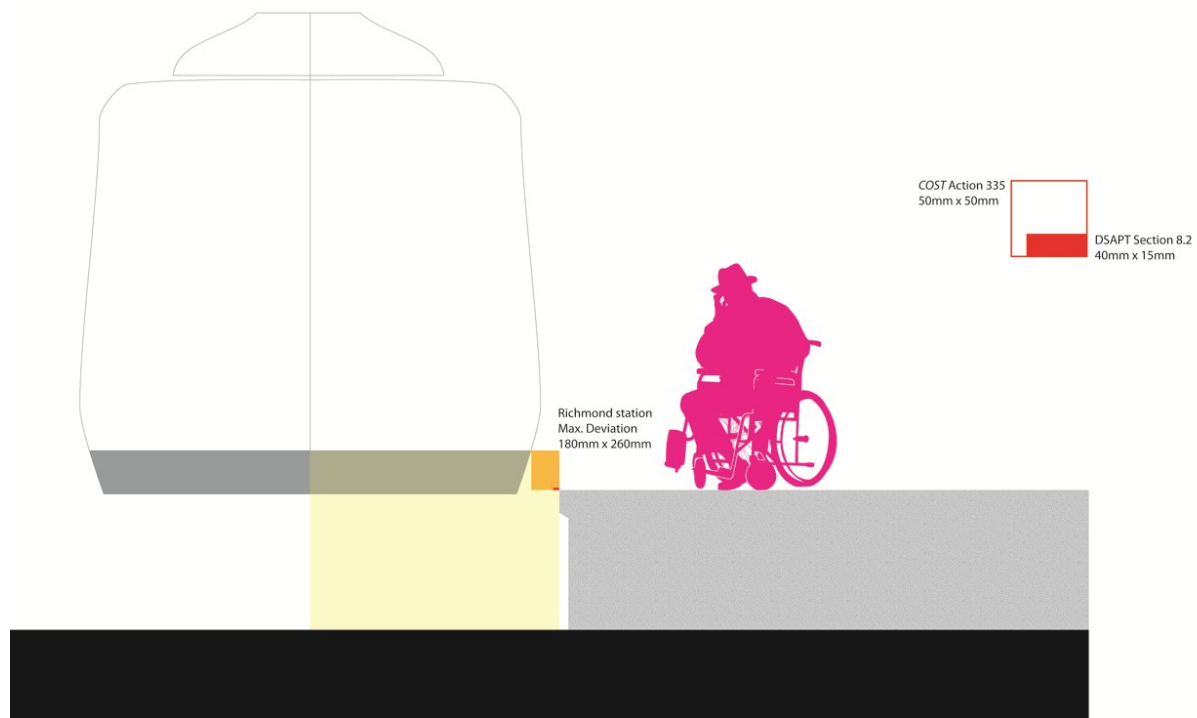 COST Action 335
50mm x 50mm
DSAPT Section 8.2
40mm x 15mm
Richmond station
Max. Deviation
180mm x 260mm